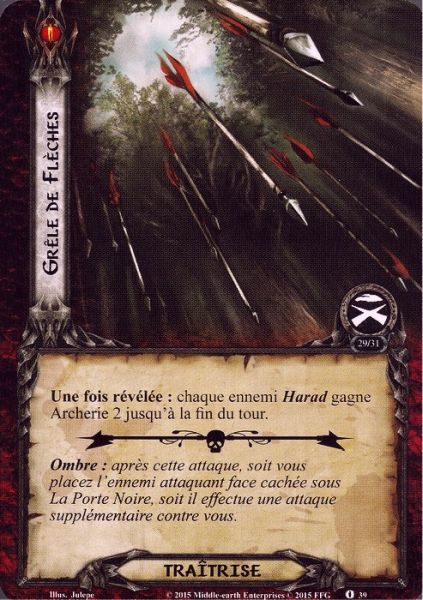 GRÊLE DE FLÈCHES
29/31
Une fois révélée : chaque ennemi Harad gagne
Archerie 2 jusqu'à la fin du tour.
Ombre : après cette attaque, soit vous
placez l'ennemi attaquant face cachée sous
La Porte Noire, soit il effectue une attaque
supplémentaire contre vous.
TRAÎTRISE
Illus. Julepe © 2015 Middle-earth Enterprises © 2015 FFG 39